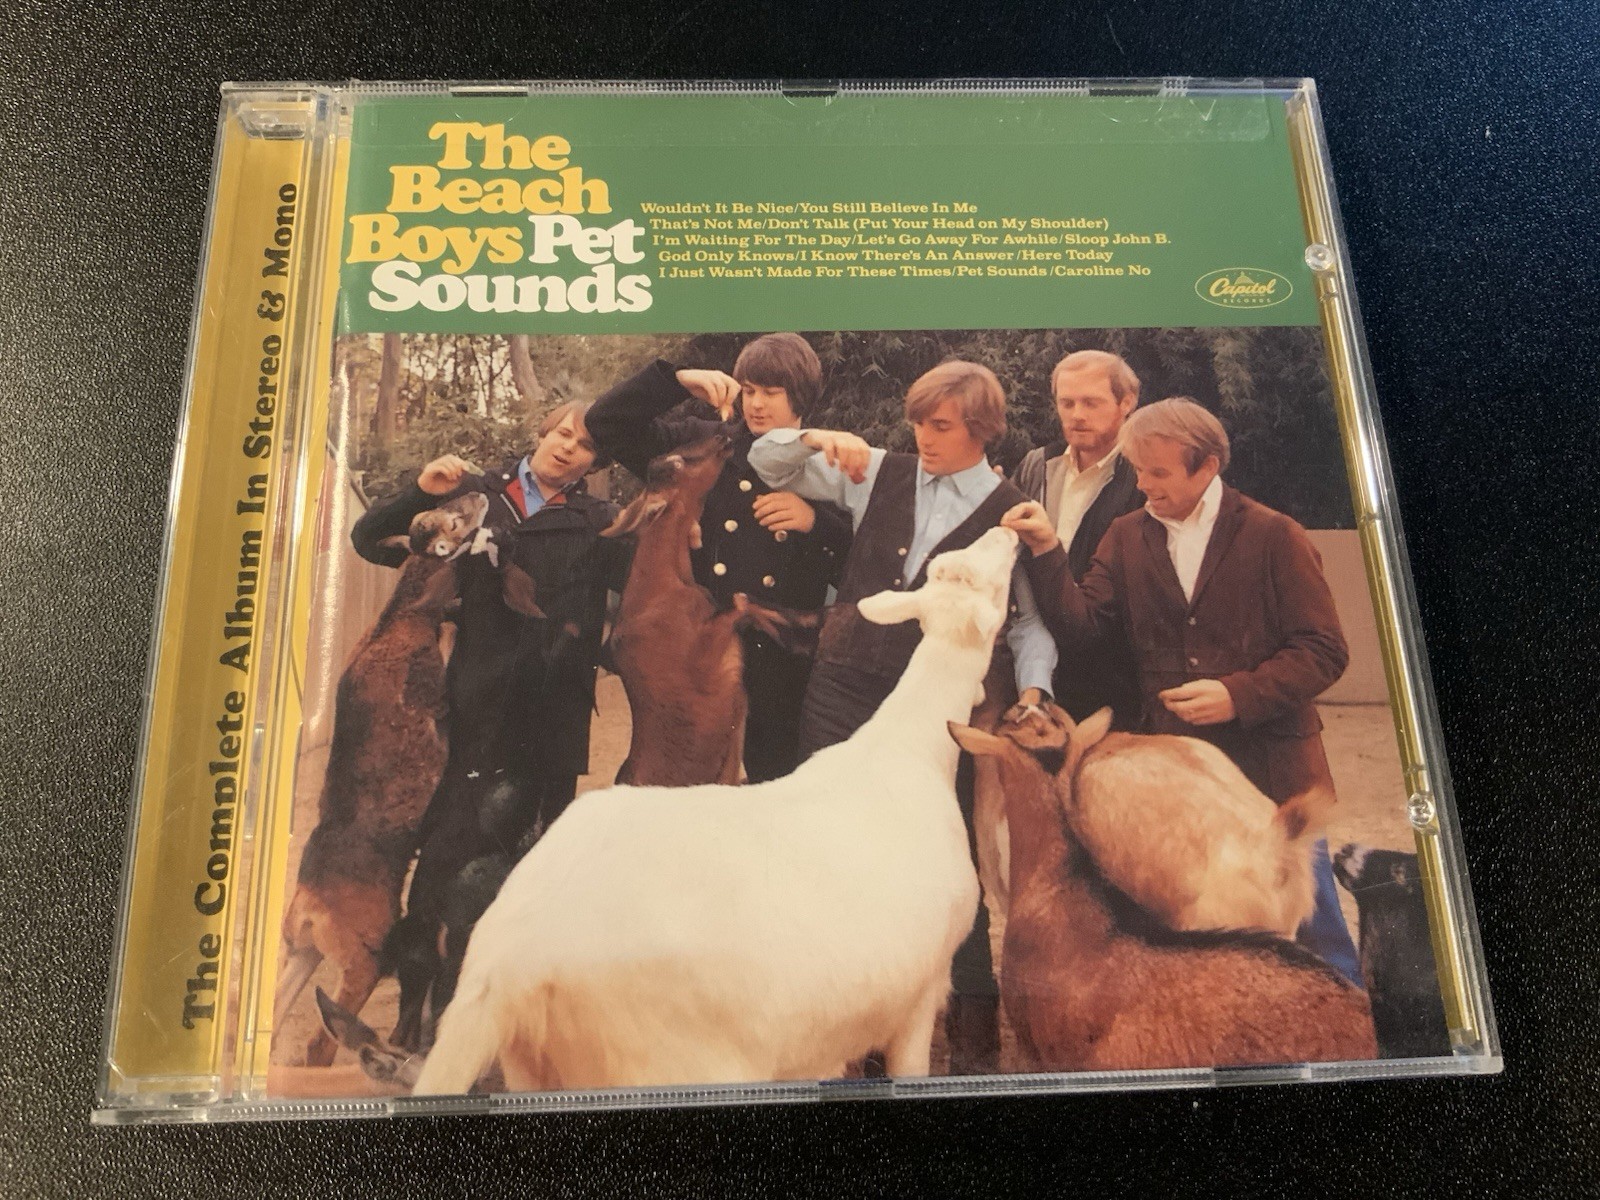 The Complete Album In Stereo & Mono
The
Beach
Boys Pet
Sounds
Wouldn't It Be Nice/You Still Believe In Me
That's Not Me/Don't Talk (Put Your Head on My Shoulder)
I'm Waiting For The Day/Let's Go Away For Awhile/Sloop John B.
God Only Knows/I Know There's An Answer/Here Today
I Just Wasn't Made For These Times/Pet Sounds/Caroline No
Capitol
RECORDS